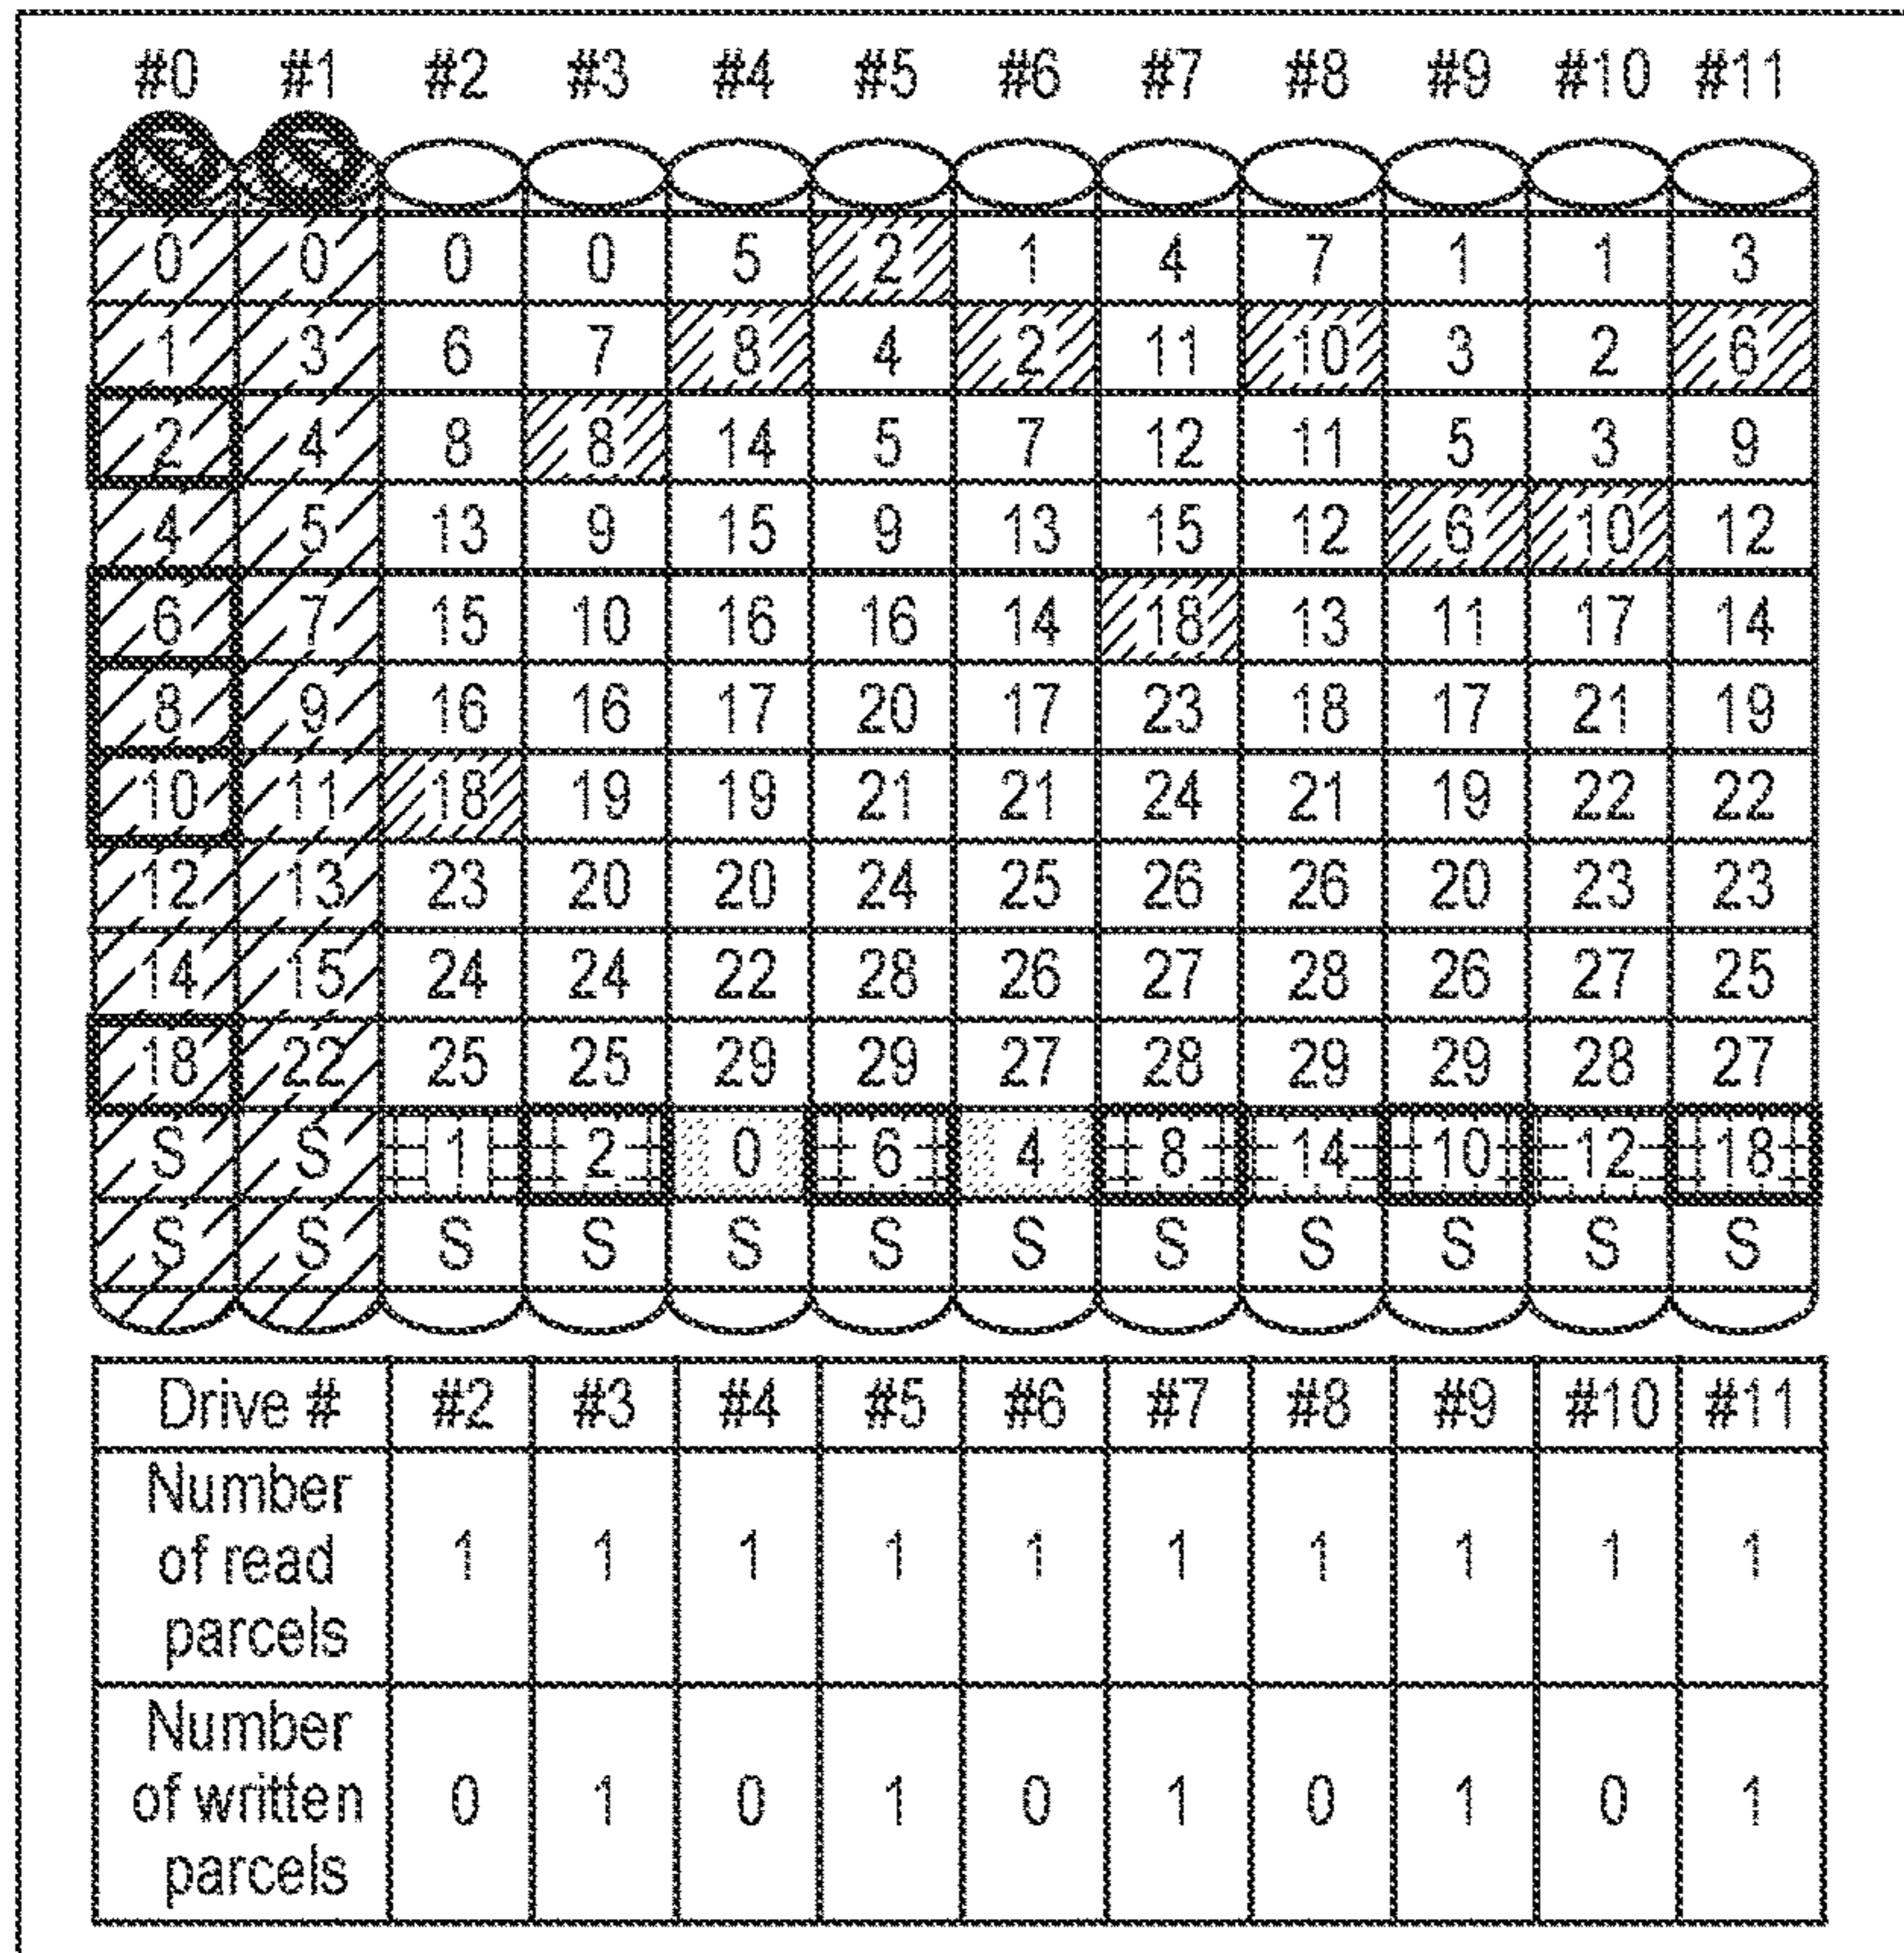 #0 #1 #2 #3 #4 #5 #6 #7 #8 #9 #10 #11
0 0 0 0 5 2 1 4 7 1 1 3
1 3 6 7 8 4 2 11 10 3 2 6
2 4 8 8 14 5 7 12 11 5 3 9
4 5 13 9 15 9 13 15 12 6 10 12
6 7 15 10 16 16 14 18 13 11 17 14
8 9 16 16 17 20 17 23 18 17 21 19
10 11 18 19 19 21 21 24 21 19 22 22
12 13 23 20 20 24 25 26 26 20 23 23
14 15 24 24 22 28 26 27 28 26 27 25
18 22 25 25 29 29 27 28 29 29 28 27
S S 1 2 0 6 4 8 14 10 12 18
S S S S S S S S S S S S
Drive # #2 #3 #4 #5 #6 #7 #8 #9 #10 #11
Number
of read
parcels
1 1 1 1 1 1 1 1 1 1
Number
of written
parcels
0 1 0 1 0 1 0 1 0 1